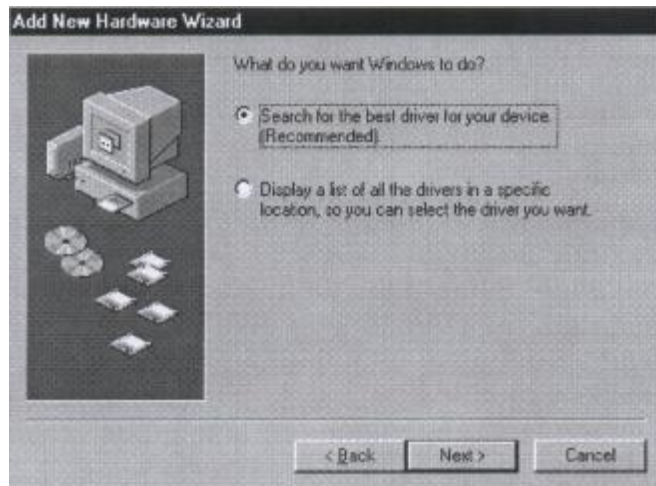 Add New Hardware Wizard
What do you want Windows to do?
Search for the best driver for your device.
(Recommended).
Display a list of all the drivers in a specific
location, so you can select the driver you want.
< Back
Next >
Cancel